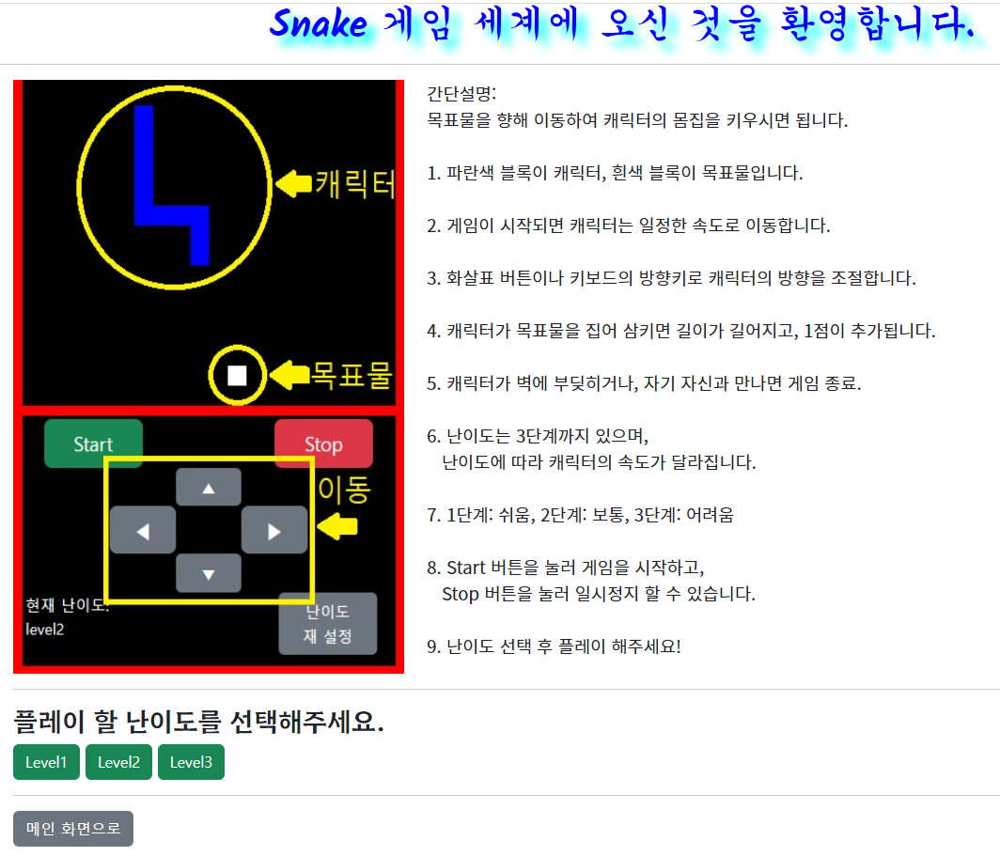 Snake 게임 세계에 오신 것을 환영합니다.
캐릭터
목표물
Start
Stop
▲
이동
◀
▶
▼
현재 난이도:
level2
난이도
재 설정
간단설명:
목표물을 향해 이동하여 캐릭터의 몸집을 키우시면 됩니다.
1. 파란색 블록이 캐릭터, 흰색 블록이 목표물입니다.
2. 게임이 시작되면 캐릭터는 일정한 속도로 이동합니다.
3. 화살표 버튼이나 키보드의 방향키로 캐릭터의 방향을 조절합니다.
4. 캐릭터가 목표물을 집어 삼키면 길이가 길어지고, 1점이 추가됩니다.
5. 캐릭터가 벽에 부딪히거나, 자기 자신과 만나면 게임 종료.
6. 난이도는 3단계까지 있으며,
난이도에 따라 캐릭터의 속도가 달라집니다.
7. 1단계: 쉬움, 2단계: 보통, 3단계: 어려움
8. Start 버튼을 눌러 게임을 시작하고,
Stop 버튼을 눌러 일시정지 할 수 있습니다.
9. 난이도 선택 후 플레이 해주세요!
플레이 할 난이도를 선택해주세요.
Level1 Level2 Level3
메인 화면으로